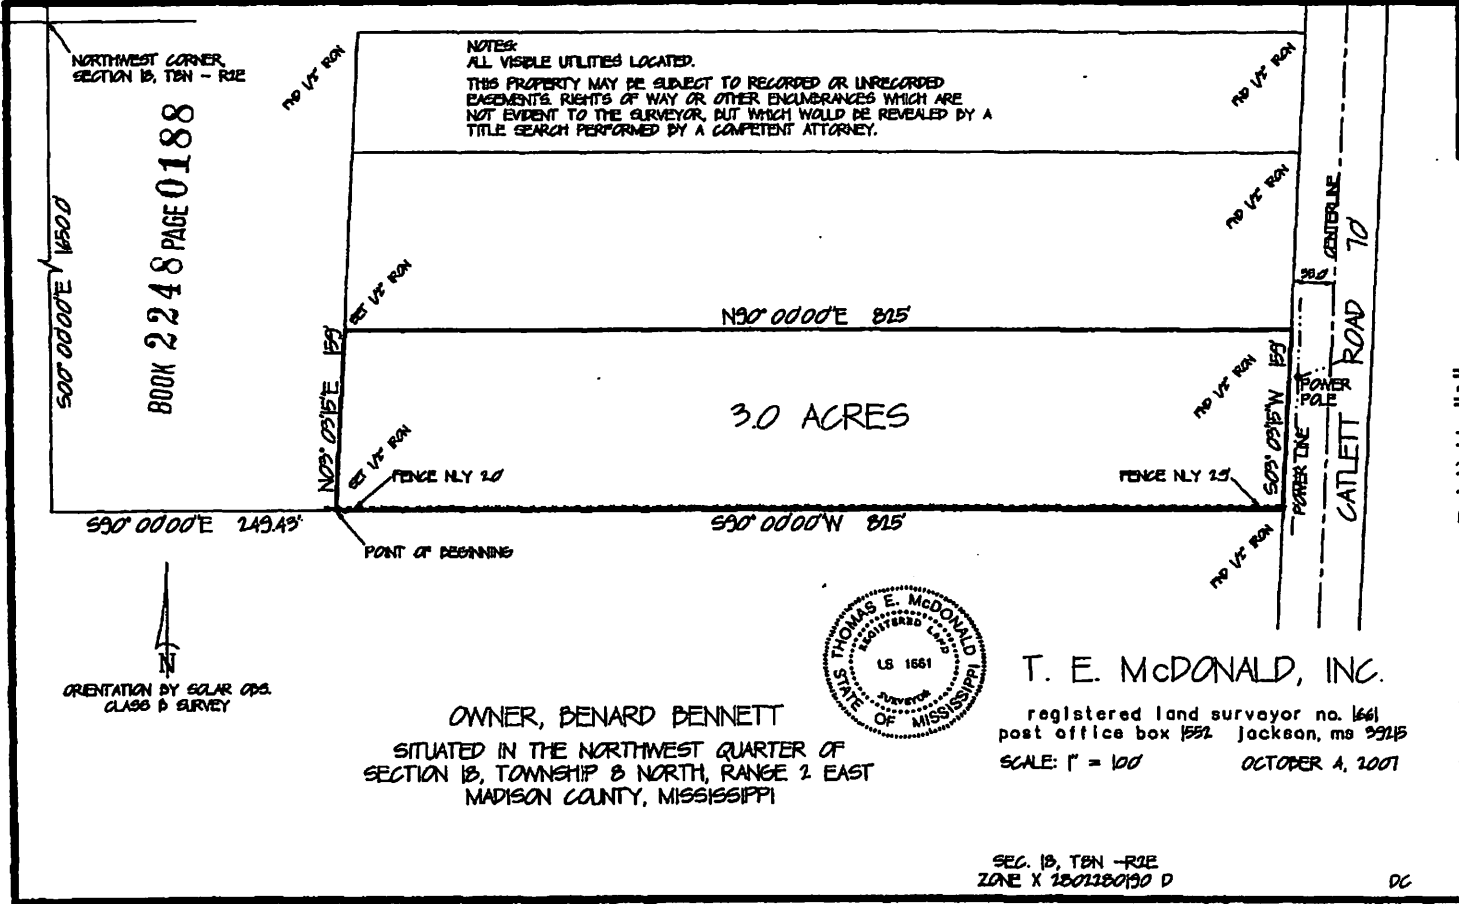 NORTHWEST CORNER,
SECTION 18, T8N - R2E
FND 1/2" IRON
NOTES:
ALL VISIBLE UTILITIES LOCATED.
THIS PROPERTY MAY BE SUBJECT TO RECORDED OR UNRECORDED
EASEMENTS, RIGHTS OF WAY OR OTHER ENCUMBRANCES WHICH ARE
NOT EVIDENT TO THE SURVEYOR, BUT WHICH WOULD BE REVEALED BY A
TITLE SEARCH PERFORMED BY A COMPETENT ATTORNEY.
FND 1/2" IRON
BOOK 2248 PAGE 0188
S00° 00'00"E 1650.0'
FND 1/2" IRON
CENTERLINE
70'
SET 1/2" IRON
N90° 00'00"E 825'
N03° 03'15"E 159'
3.0 ACRES
FND 1/2" IRON
S03° 03'15"W 159'
POWER
POLE
POWER LINE
CATLETT ROAD
SET 1/2" IRON
FENCE NLY 2.0'
FENCE NLY 2.5'
S90° 00'00"E 249.43'
S90° 00'00"W 825'
POINT OF BEGINNING
FND 1/2" IRON
N
ORIENTATION BY SOLAR OBS.
CLASS B SURVEY
THOMAS E. McDONALD
REGISTERED LAND
LS 1661
SURVEYOR
STATE OF MISSISSIPPI
T. E. McDONALD, INC.
registered land surveyor no. 1661
post office box 1552 jackson, ms 39215
SCALE: 1" = 100' OCTOBER 4, 2007
OWNER, BENARD BENNETT
SITUATED IN THE NORTHWEST QUARTER OF
SECTION 18, TOWNSHIP 8 NORTH, RANGE 2 EAST
MADISON COUNTY, MISSISSIPPI
SEC. 18, T8N -R2E
ZONE X 2802280190 D
DC